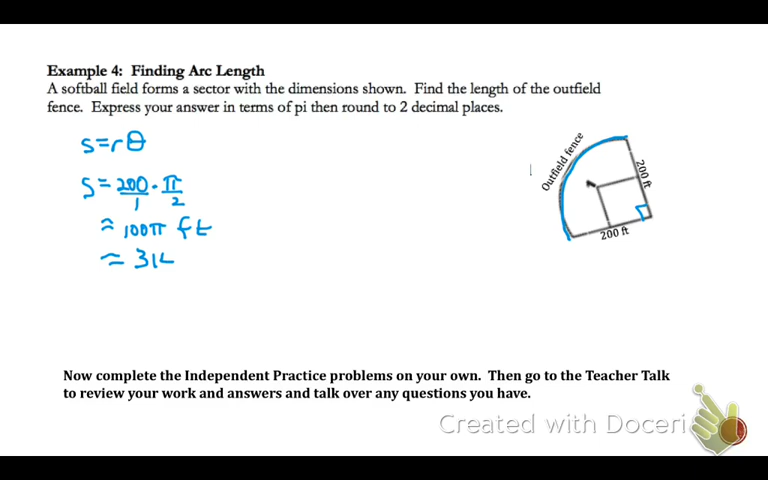 Example 4: Finding Arc Length
A softball field forms a sector with the dimensions shown. Find the length of the outfield
fence. Express your answer in terms of pi then round to 2 decimal places.
s=rθ
s = 200/1 · π/2
≈ 100π ft
≈ 314
Outfield fence
200 ft
200 ft
Now complete the Independent Practice problems on your own. Then go to the Teacher Talk
to review your work and answers and talk over any questions you have.
Created with Doceri